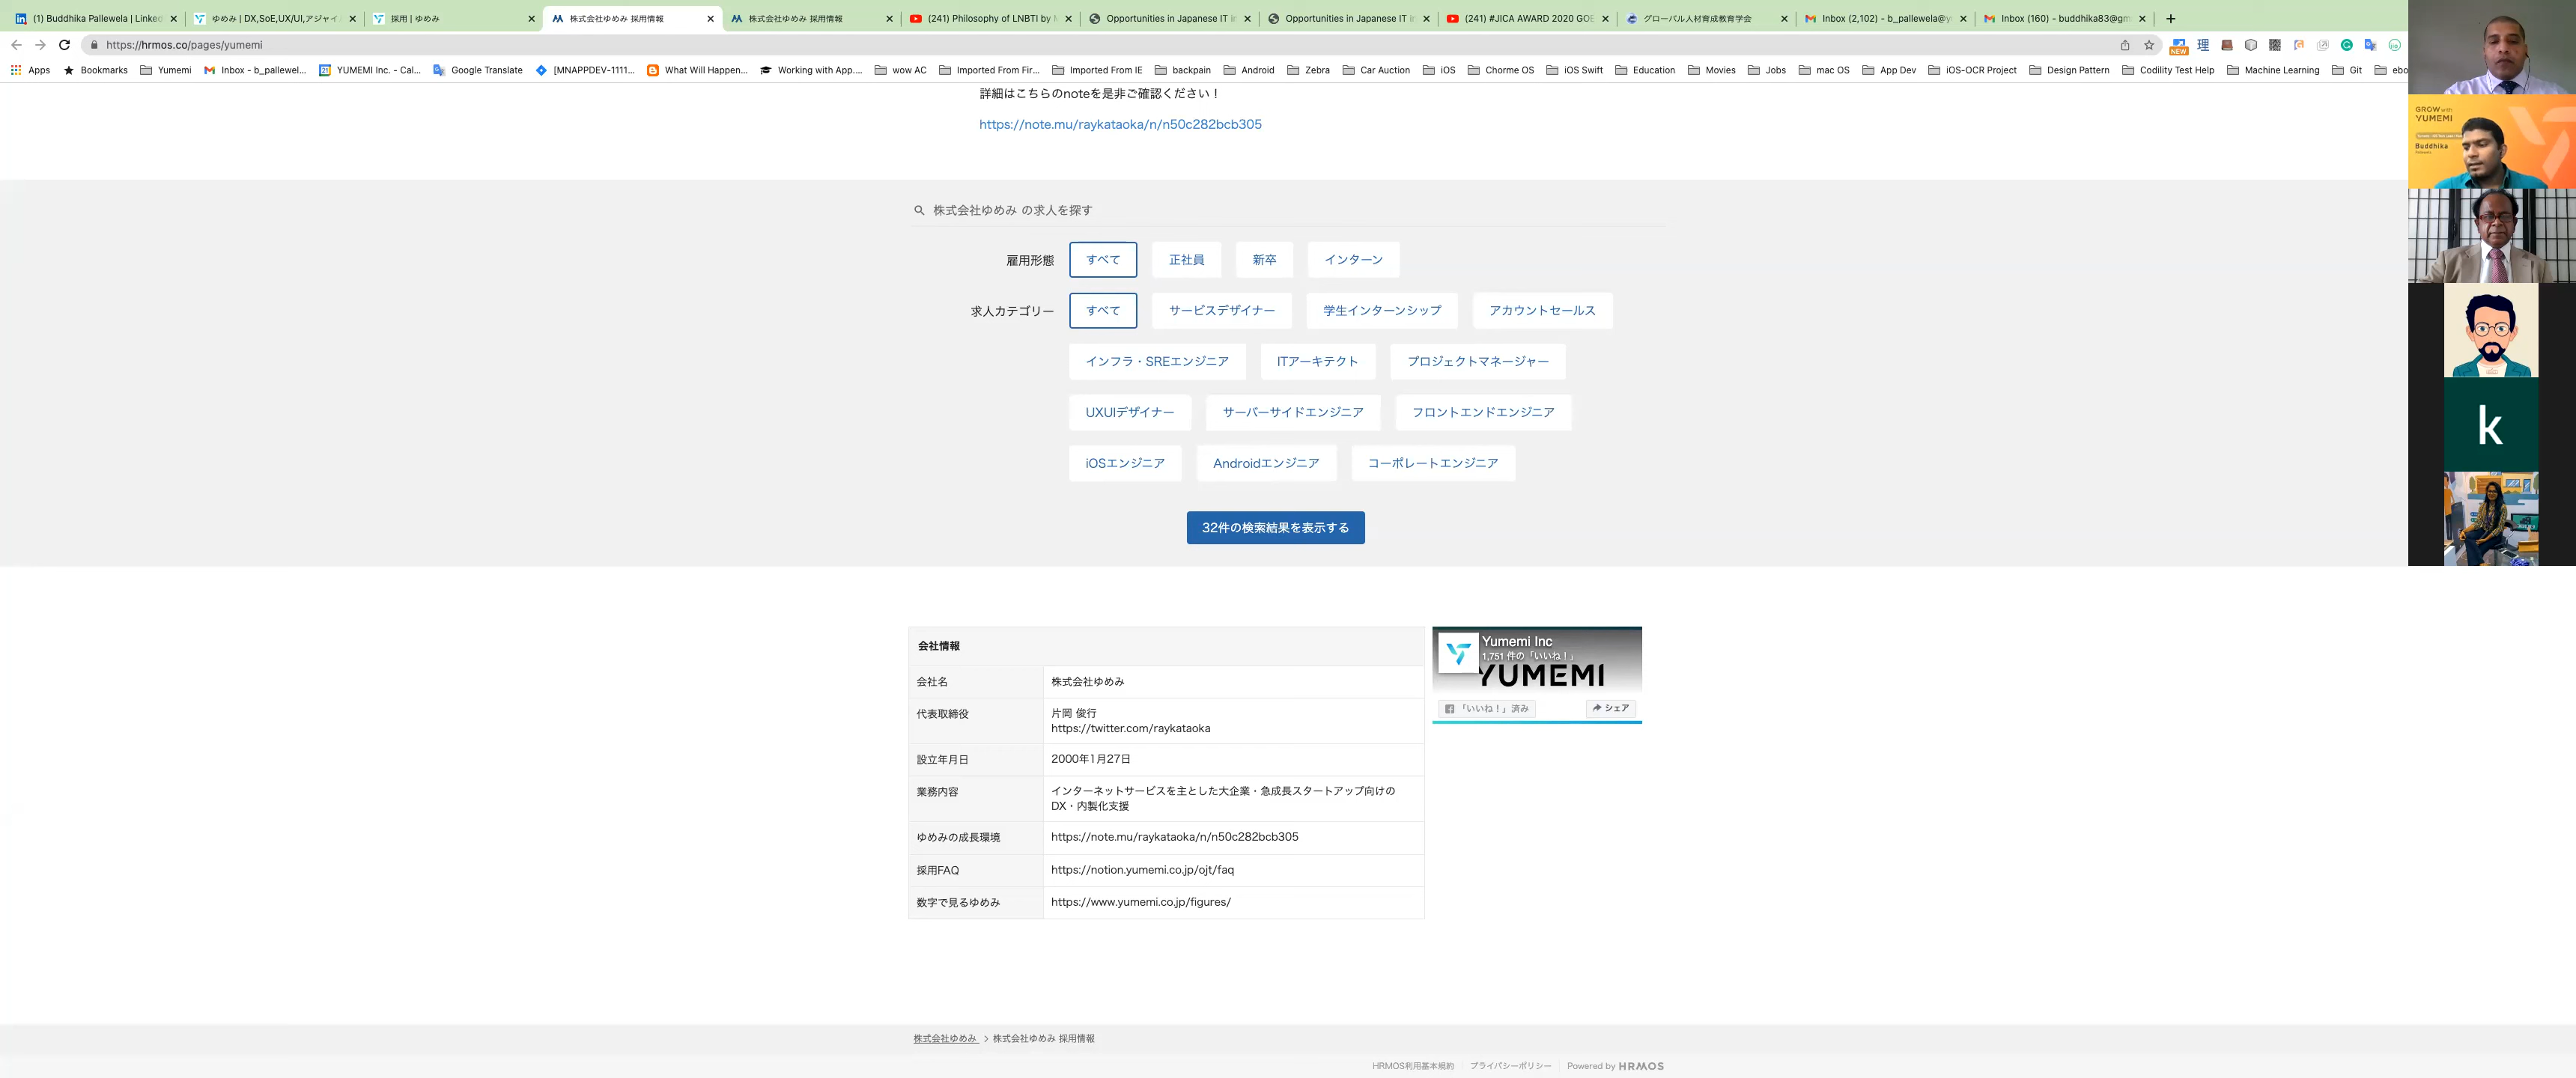 (1) Buddhika Pallewela | Linked
ゆめみ | DX,SoE,UX/UI,アジャイ
採用 | ゆめみ
株式会社ゆめみ 採用情報
株式会社ゆめみ 採用情報
(241) Philosophy of LNBTI by M
Opportunities in Japanese IT in
Opportunities in Japanese IT in
(241) #JICA AWARD 2020 GOE
グローバル人材育成教育学会
Inbox (2,102) - b_pallewela@y
Inbox (160) - buddhika83@gm
https://hrmos.co/pages/yumemi
NEW
理
Apps
Bookmarks
Yumemi
Inbox - b_pallewel...
YUMEMI Inc. - Cal...
Google Translate
[MNAPPDEV-1111...
What Will Happen...
Working with App....
wow AC
Imported From Fir...
Imported From IE
backpain
Android
Zebra
Car Auction
iOS
Chorme OS
iOS Swift
Education
Movies
Jobs
mac OS
App Dev
iOS-OCR Project
Design Pattern
Codility Test Help
Machine Learning
Git
ebo
詳細はこちらのnoteを是非ご確認ください！
https://note.mu/raykataoka/n/n50c282bcb305
株式会社ゆめみ の求人を探す
雇用形態 すべて 正社員 新卒 インターン
求人カテゴリー すべて サービスデザイナー 学生インターンシップ アカウントセールス
インフラ・SREエンジニア ITアーキテクト プロジェクトマネージャー
UXUIデザイナー サーバーサイドエンジニア フロントエンドエンジニア
iOSエンジニア Androidエンジニア コーポレートエンジニア
32件の検索結果を表示する
会社情報
会社名 株式会社ゆめみ
代表取締役 片岡 俊行
https://twitter.com/raykataoka
設立年月日 2000年1月27日
業務内容 インターネットサービスを主とした大企業・急成長スタートアップ向けの
DX・内製化支援
ゆめみの成長環境 https://note.mu/raykataoka/n/n50c282bcb305
採用FAQ https://notion.yumemi.co.jp/ojt/faq
数字で見るゆめみ https://www.yumemi.co.jp/figures/
Yumemi Inc
1,751 件の「いいね！」
YUMEMI
「いいね！」済み シェア
株式会社ゆめみ > 株式会社ゆめみ 採用情報
HRMOS利用基本規約 プライバシーポリシー Powered by HRMOS
GROW with
YUMEMI
Buddhika
k